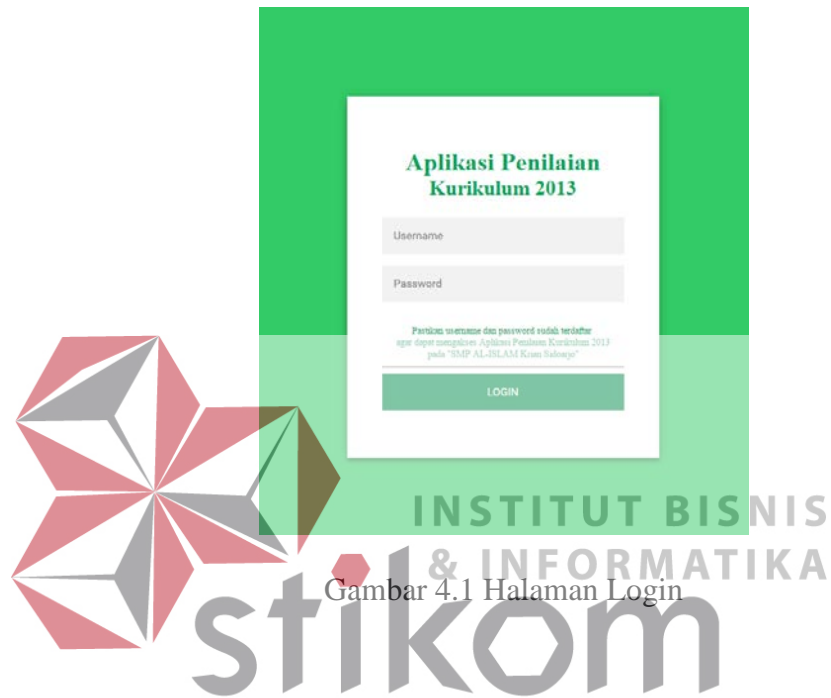 Aplikasi Penilaian
Kurikulum 2013
Username
Password
Pastikan username dan password sudah terdaftar
agar dapat mengakses Aplikasi Penilaian Kurikulum 2013
pada "SMP AL-ISLAM Krian Sidoarjo"
LOGIN
INSTITUT BISNIS
& INFORMATIKA
Gambar 4.1 Halaman Login
stikom